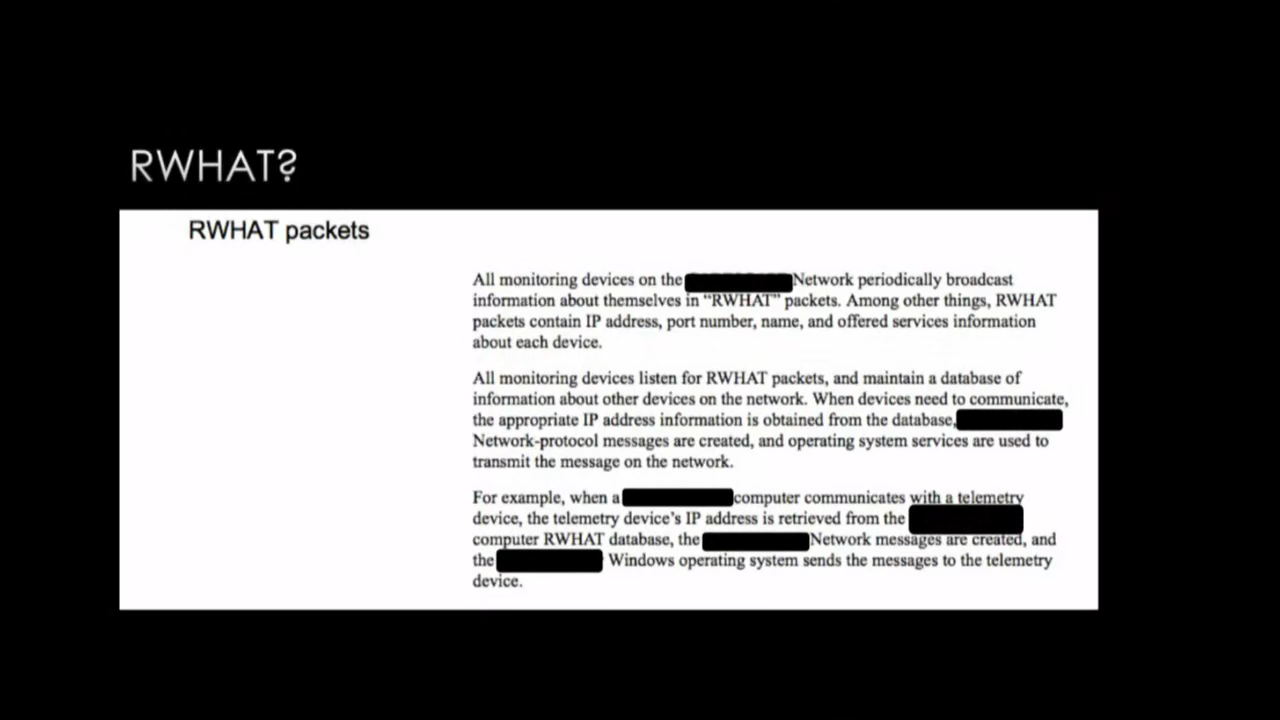 RWHAT?
RWHAT packets
All monitoring devices on the Network periodically broadcast
information about themselves in “RWHAT” packets. Among other things, RWHAT
packets contain IP address, port number, name, and offered services information
about each device.
All monitoring devices listen for RWHAT packets, and maintain a database of
information about other devices on the network. When devices need to communicate,
the appropriate IP address information is obtained from the database,
Network-protocol messages are created, and operating system services are used to
transmit the message on the network.
For example, when a computer communicates with a telemetry
device, the telemetry device’s IP address is retrieved from the
computer RWHAT database, the Network messages are created, and
the Windows operating system sends the messages to the telemetry
device.